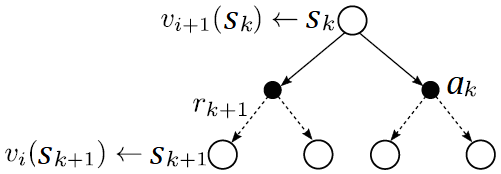 v_{i+1}(s_k) ← s_k
a_k
r_{k+1}
v_i(s_{k+1}) ← s_{k+1}